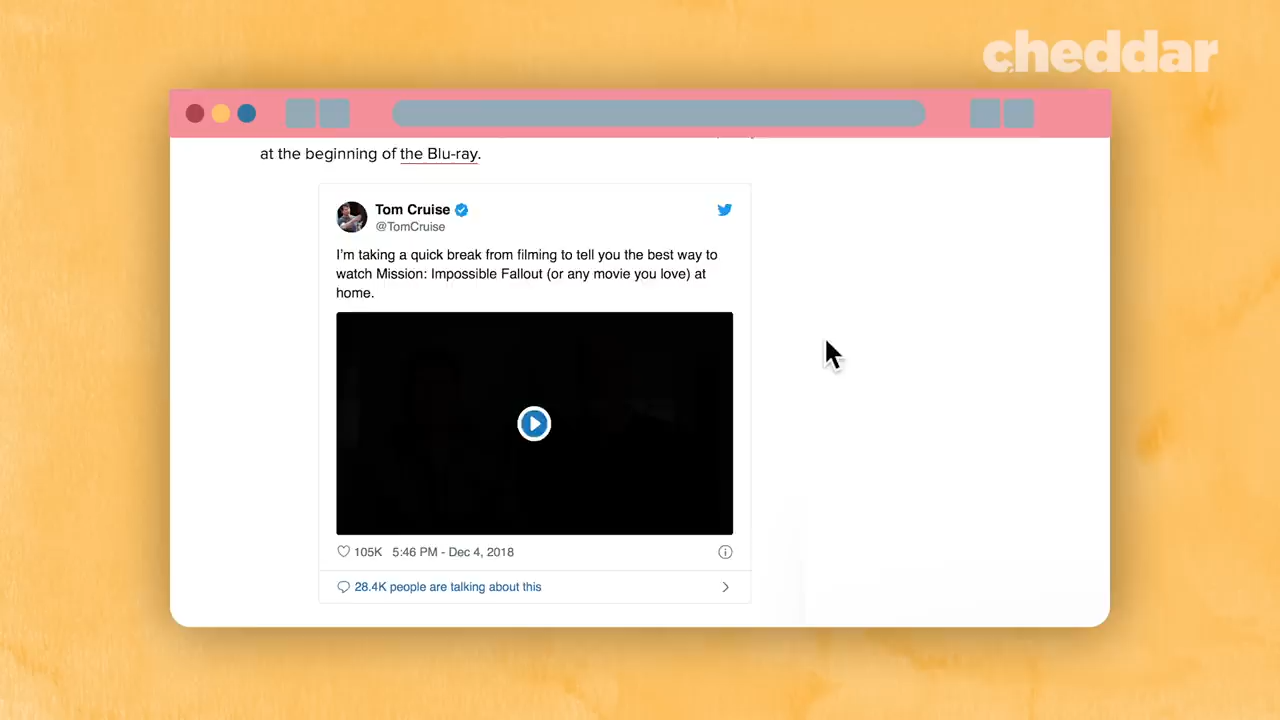 cheddar
at the beginning of the Blu-ray.
Tom Cruise
@TomCruise
I'm taking a quick break from filming to tell you the best way to
watch Mission: Impossible Fallout (or any movie you love) at
home.
105K 5:46 PM - Dec 4, 2018
28.4K people are talking about this